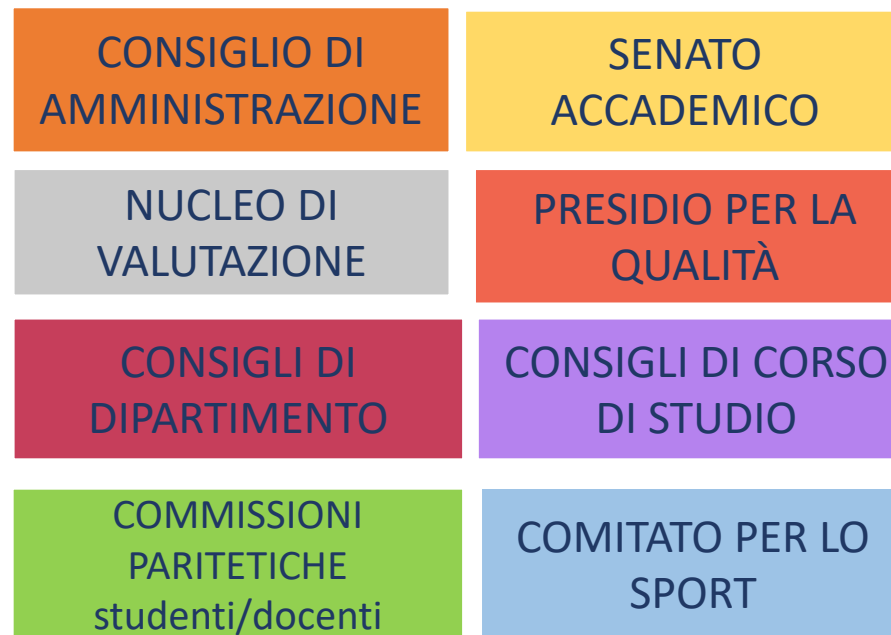 CONSIGLIO DI
AMMINISTRAZIONE
SENATO
ACCADEMICO
NUCLEO DI
VALUTAZIONE
PRESIDIO PER LA
QUALITÀ
CONSIGLI DI
DIPARTIMENTO
CONSIGLI DI CORSO
DI STUDIO
COMMISSIONI
PARITETICHE
studenti/docenti
COMITATO PER LO
SPORT